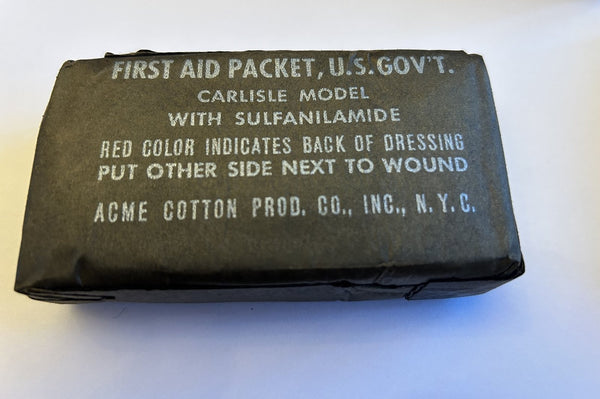 FIRST AID PACKET, U.S. GOV'T.
CARLISLE MODEL
WITH SULFANILAMIDE
RED COLOR INDICATES BACK OF DRESSING
PUT OTHER SIDE NEXT TO WOUND
ACME COTTON PROD. CO., INC., N.Y.C.